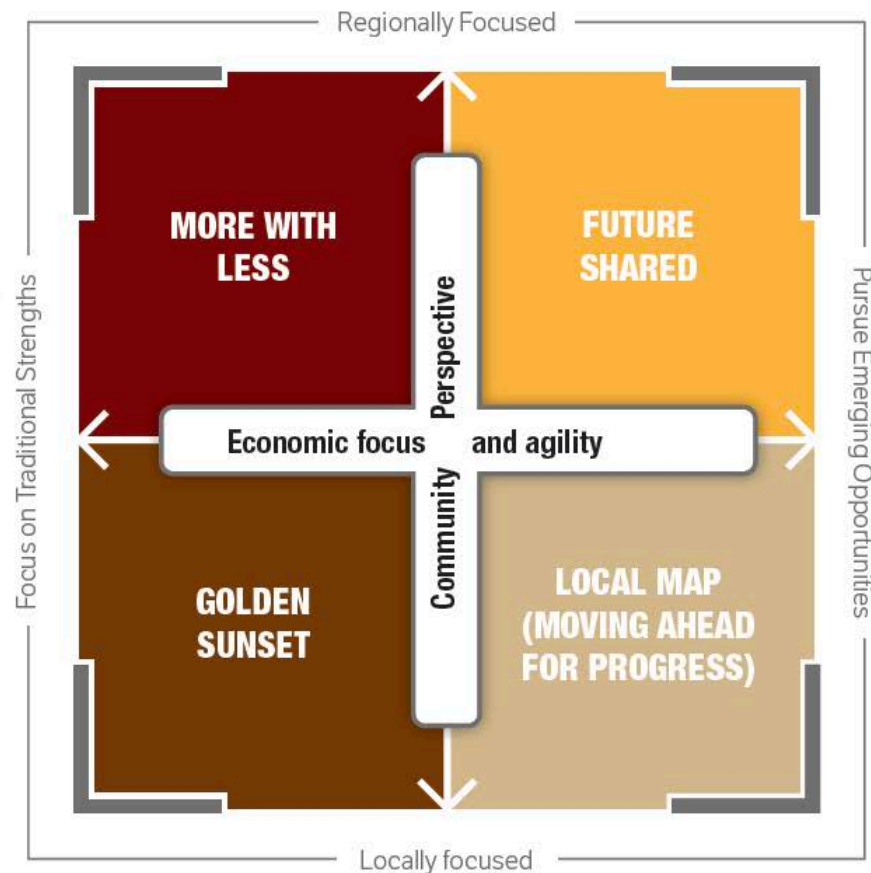 Regionally Focused
MORE WITH
LESS
FUTURE
SHARED
Focus on Traditional Strengths
Community Perspective
Pursue Emerging Opportunities
Economic focus and agility
GOLDEN
SUNSET
LOCAL MAP
(MOVING AHEAD
FOR PROGRESS)
Locally focused